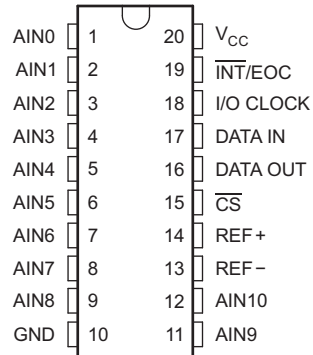 AIN0 1 20 VCC
AIN1 2 19 INT/EOC
AIN2 3 18 I/O CLOCK
AIN3 4 17 DATA IN
AIN4 5 16 DATA OUT
AIN5 6 15 CS
AIN6 7 14 REF+
AIN7 8 13 REF−
AIN8 9 12 AIN10
GND 10 11 AIN9